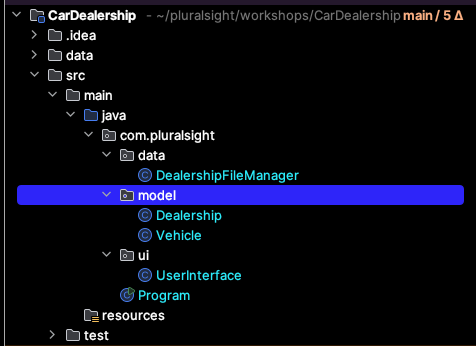 CarDealership - ~/pluralsight/workshops/CarDealership main / 5 Δ
.idea
data
src
main
java
com.pluralsight
data
DealershipFileManager
model
Dealership
Vehicle
ui
UserInterface
Program
resources
test